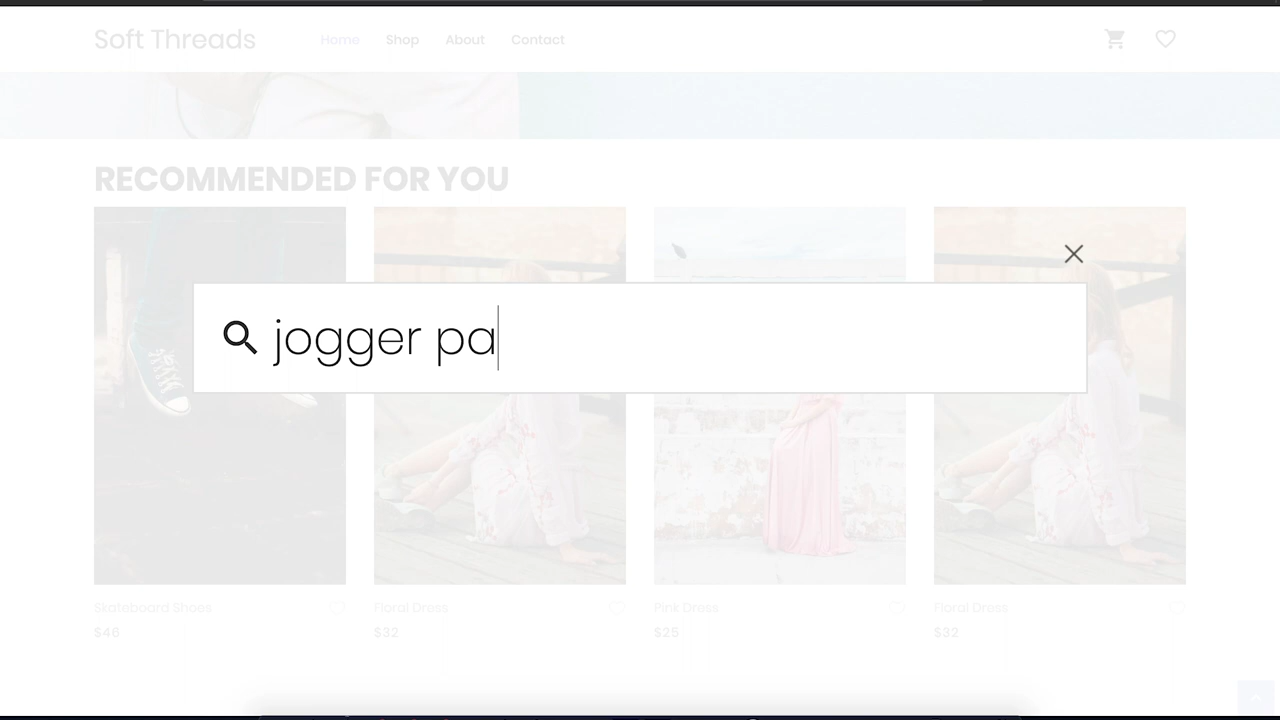 Soft Threads Home Shop About Contact
RECOMMENDED FOR YOU
jogger pa
Skateboard Shoes Floral Dress Pink Dress Floral Dress
$46 $32 $25 $32